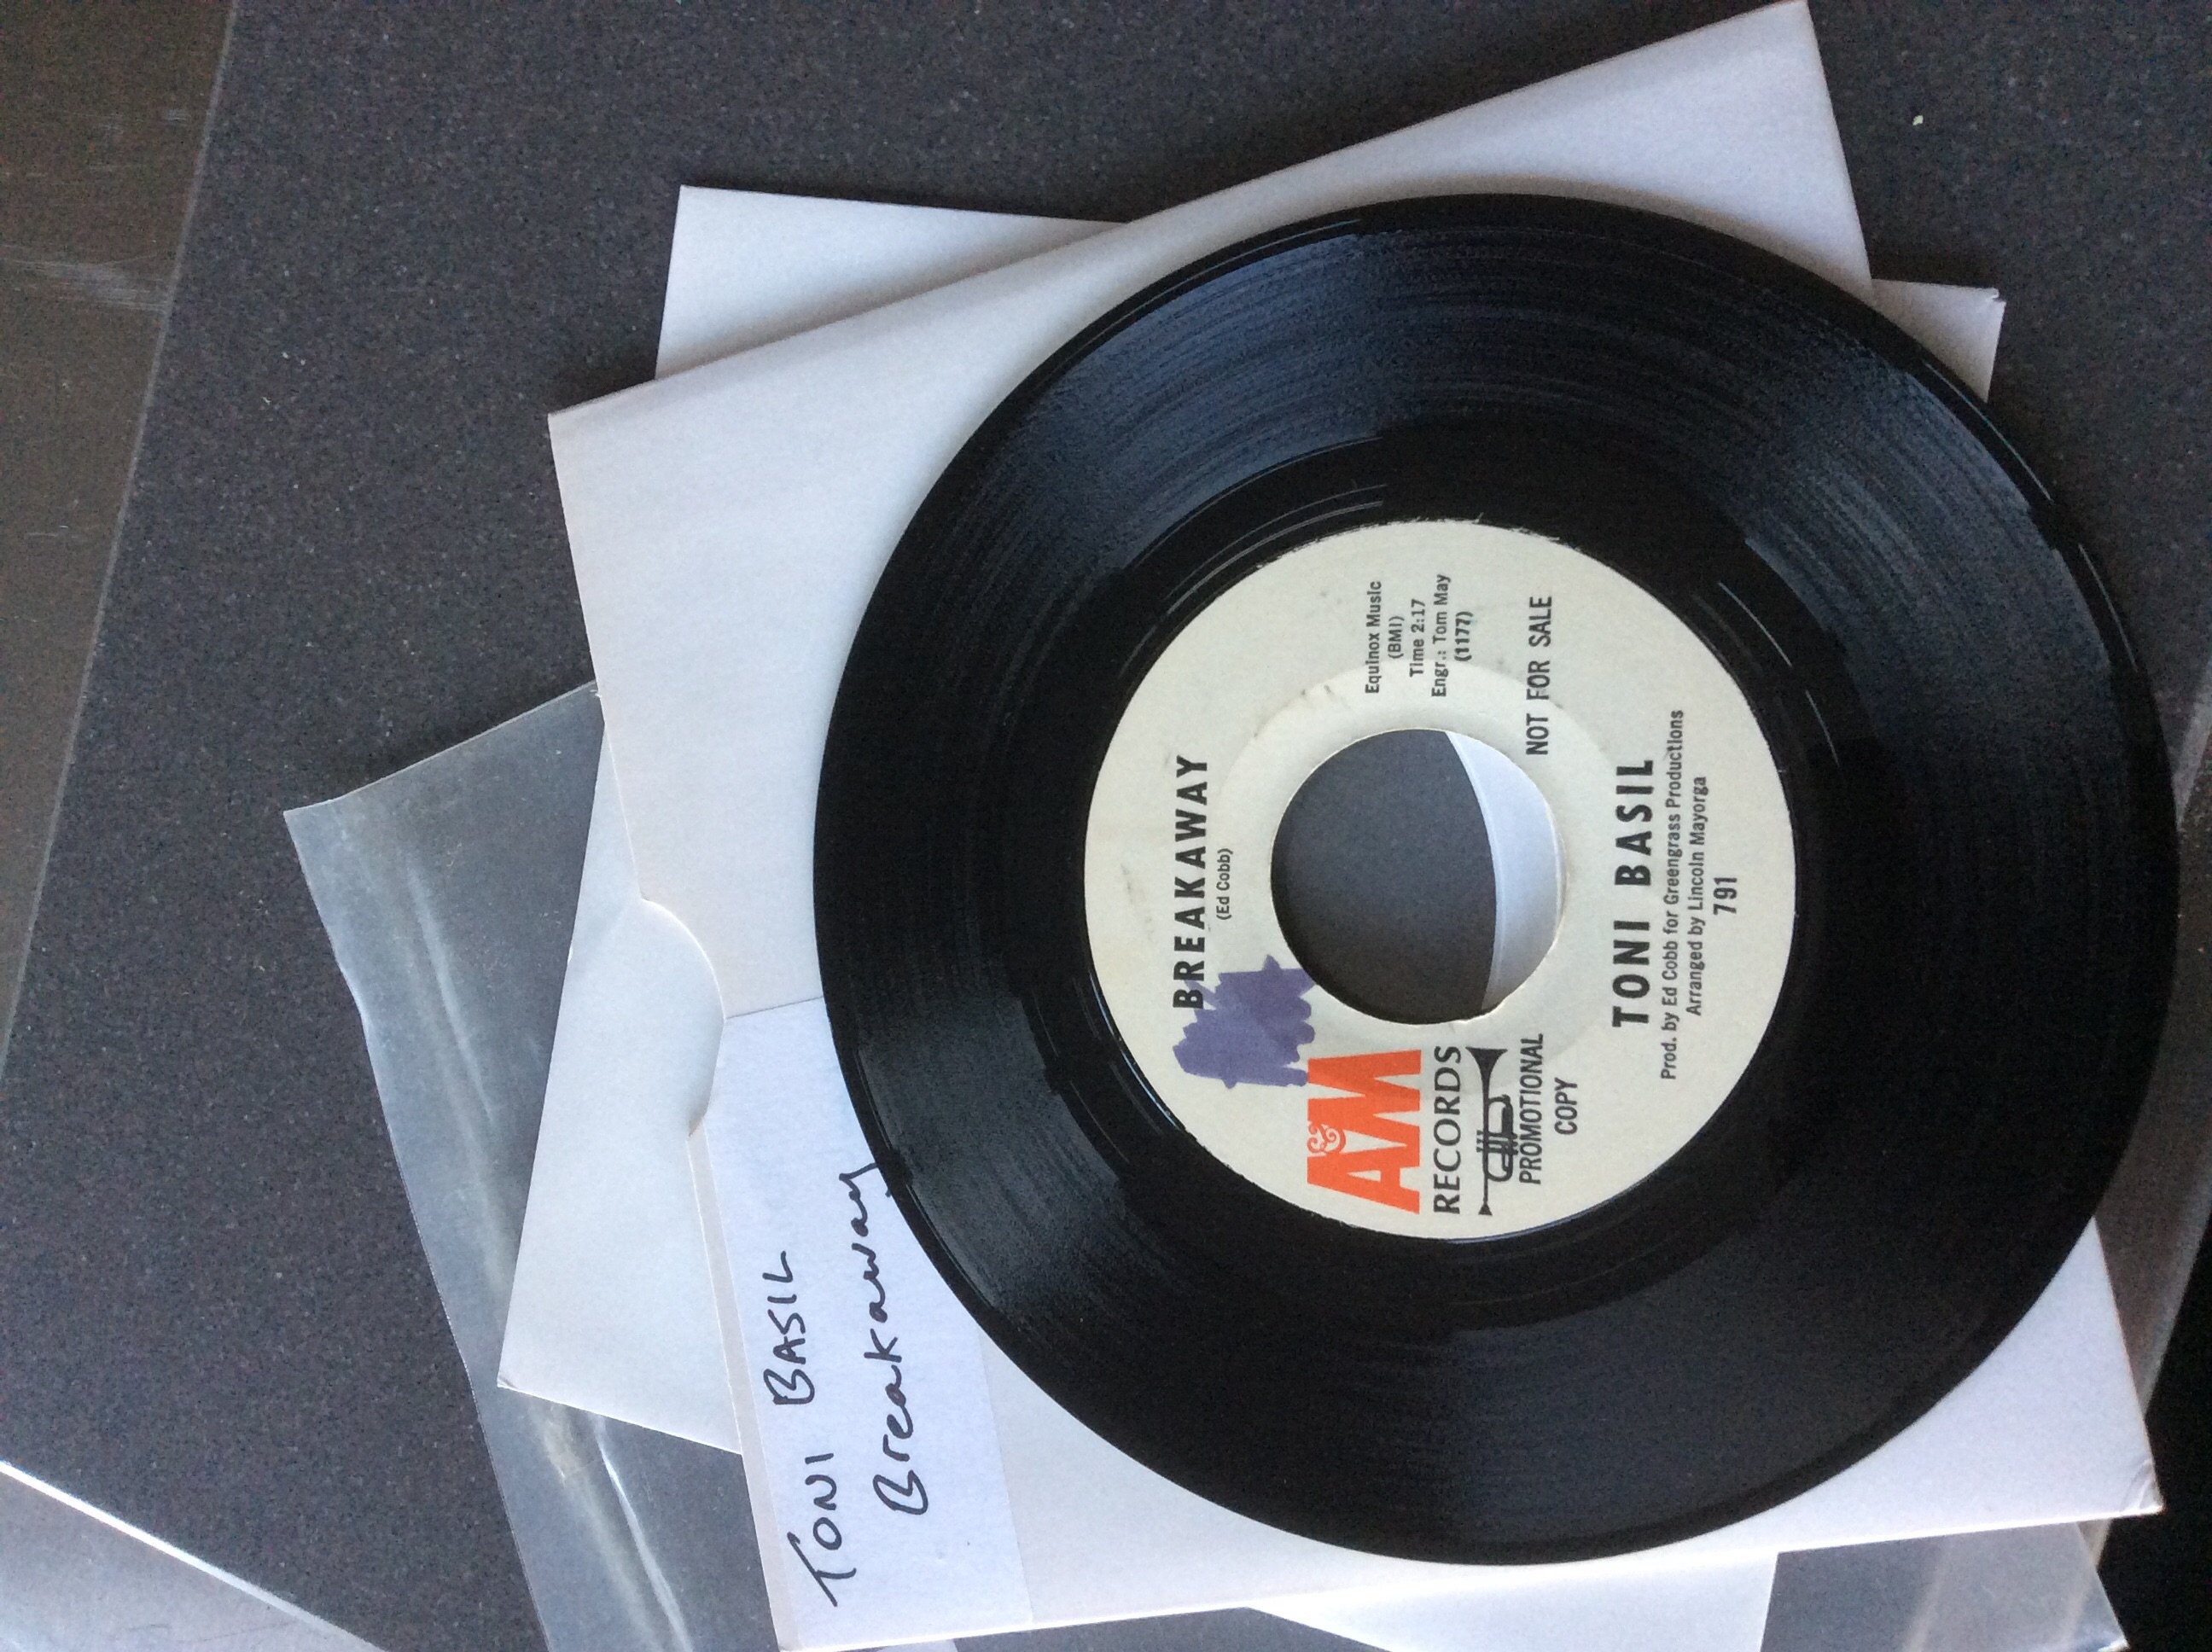 BREAKAWAY
(Ed Cobb)
A&M
RECORDS
PROMOTIONAL
COPY
Equinox Music
(BMI)
Time 2:17
Engr.: Tom May
(1177)
NOT FOR SALE
TONI BASIL
Prod. by Ed Cobb for Greengrass Productions
Arranged by Lincoln Mayorga
791
TONI BASIL
Breakaway